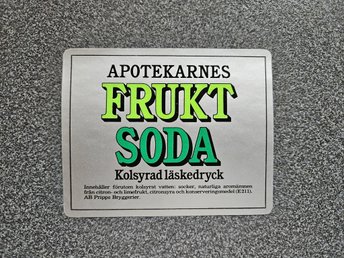 APOTEKARNES
FRUKT
SODA
Kolsyrad läskedryck
Innehåller förutom kolsyrat vatten: socker, naturliga aromämnen
från citron- och limefrukt, citronsyra och konserveringsmedel (E 211).
AB Pripps Bryggerier.